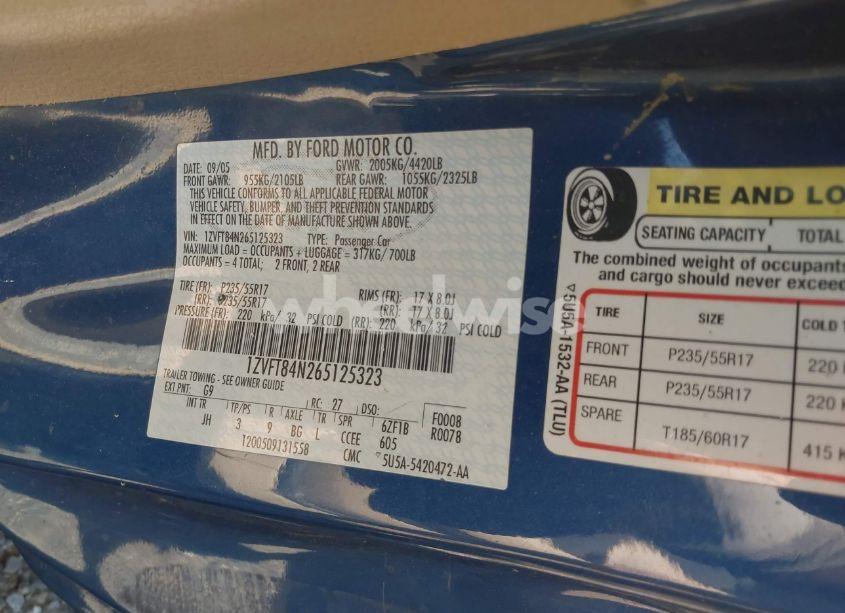 MFD. BY FORD MOTOR CO.
DATE: 09/05 GVWR: 2005KG/4420LB
FRONT GAWR: 955KG/2105LB REAR GAWR: 1055KG/2325LB
THIS VEHICLE CONFORMS TO ALL APPLICABLE FEDERAL MOTOR
VEHICLE SAFETY, BUMPER, AND THEFT PREVENTION STANDARDS
IN EFFECT ON THE DATE OF MANUFACTURE SHOWN ABOVE.
VIN: 1ZVFT84N265125323 TYPE: Passenger Car
MAXIMUM LOAD = OCCUPANTS + LUGGAGE = 317KG/ 700LB
OCCUPANTS = 4 TOTAL; 2 FRONT, 2 REAR
TIRE (FR): P235/55R17 RIMS (FR): 17 X 8.0J
(RR): P235/55R17 (RR): 17 X 8.0J
PRESSURE (FR): 220 kPa/ 32 PSI COLD (RR): 220 kPa/ 32 PSI COLD
1ZVFT84N265125323
TRAILER TOWING - SEE OWNER GUIDE
EXT PNT: G9 RC: 27 DSO: F0008
INT TR TP/PS R AXLE TR SPR 6ZF1B R0078
JH 3 9 BG L CCEE 605
1200509131558 CMC ▽5U5A-5420472-AA
wheelwise
TIRE AND LO
SEATING CAPACITY TOTAL
The combined weight of occupants
and cargo should never exceed
▽5U5A-1532-AA (TLU)
TIRE SIZE COLD T
FRONT P235/55R17 220 K
REAR P235/55R17 220 K
SPARE T185/60R17 415 K